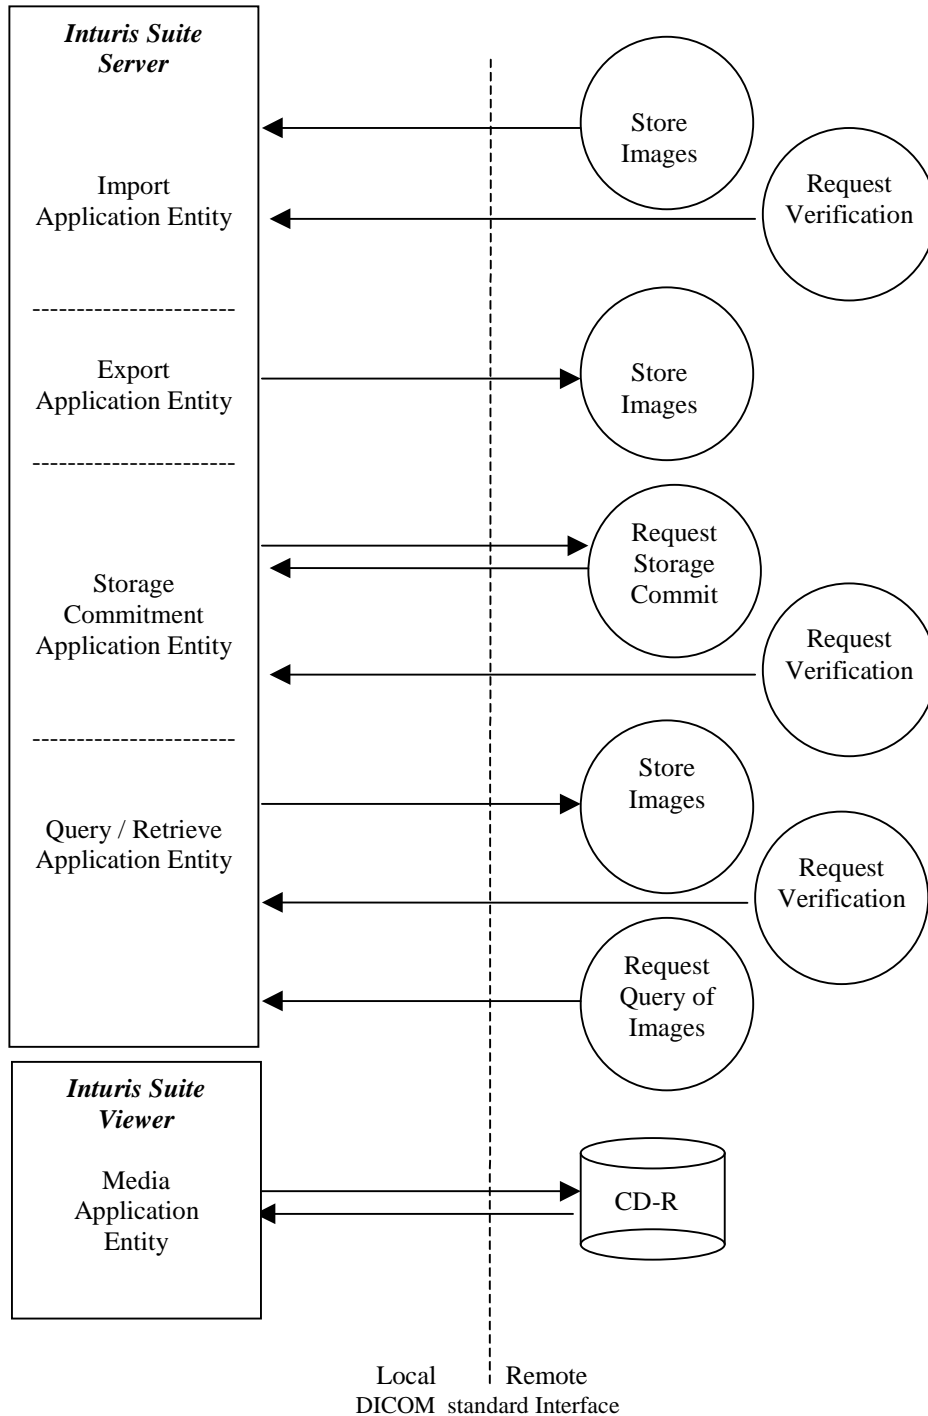 Inturis Suite
Server
Store
Images
Request
Verification
Import
Application Entity
Export
Application Entity
Store
Images
Request
Storage
Commit
Storage
Commitment
Application Entity
Request
Verification
Store
Images
Query / Retrieve
Application Entity
Request
Verification
Request
Query of
Images
Inturis Suite
Viewer
Media
Application
Entity
CD-R
Local Remote
DICOM standard Interface